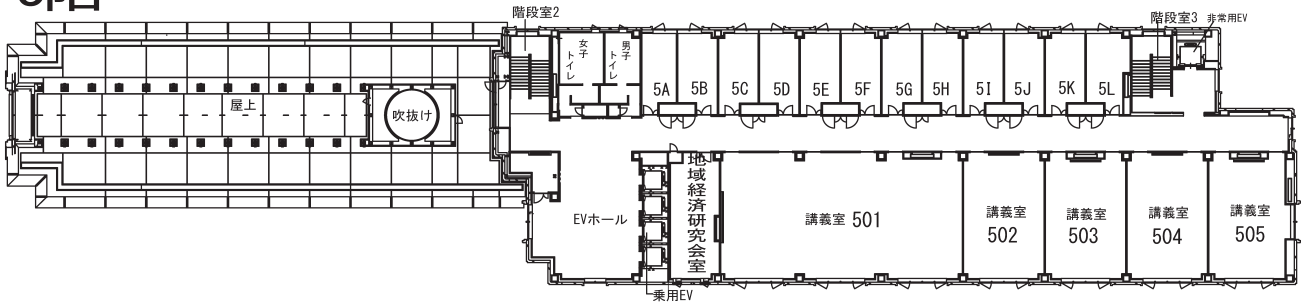 階段室2
階段室3
非常用EV
女子トイレ
男子トイレ
5A
5B
5C
5D
5E
5F
5G
5H
5I
5J
5K
5L
屋上
吹抜け
EVホール
地域経済研究会室
講義室 501
講義室
502
講義室
503
講義室
504
講義室
505
乗用EV